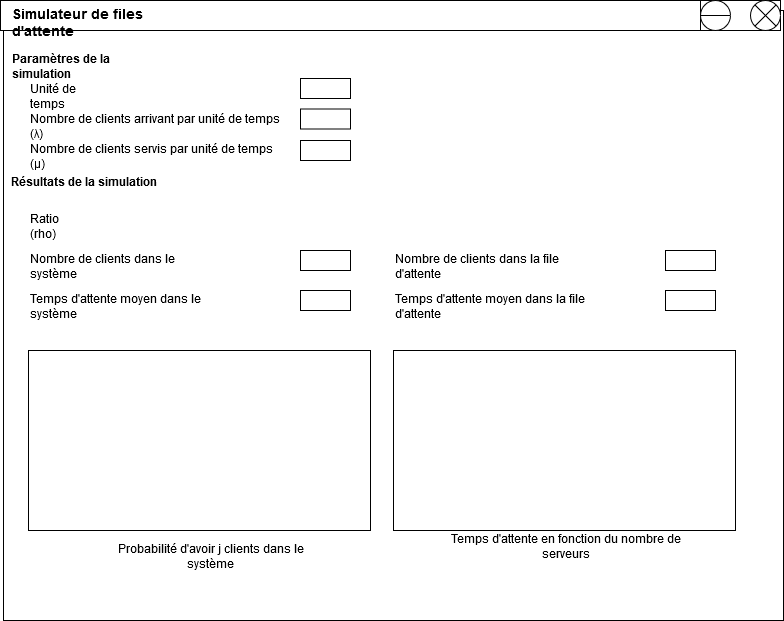 Simulateur de files
d'attente
Paramètres de la
simulation
Unité de
temps
Nombre de clients arrivant par unité de temps
(λ)
Nombre de clients servis par unité de temps
(μ)
Résultats de la simulation
Ratio
(rho)
Nombre de clients dans le
système
Nombre de clients dans la file
d'attente
Temps d'attente moyen dans le
système
Temps d'attente moyen dans la file
d'attente
Probabilité d'avoir j clients dans le
système
Temps d'attente en fonction du nombre de
serveurs